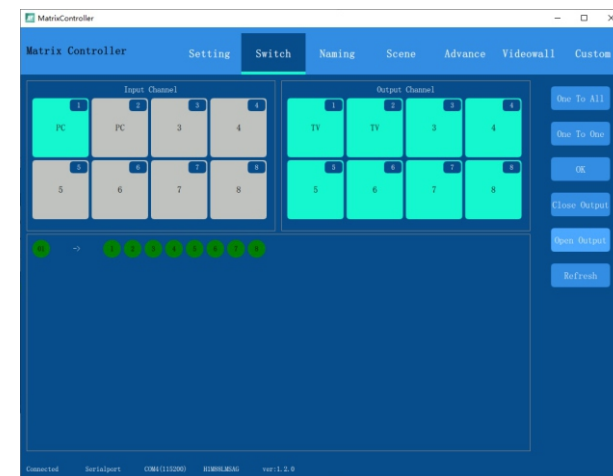 MatrixController
Matrix Controller Setting Switch Naming Scene Advance Videowall Custom
Input Channel Output Channel
1 2 3 4 1 2 3 4
PC PC 3 4 TV TV 3 4
5 6 7 8 5 6 7 8
5 6 7 8 5 6 7 8
One To All
One To One
OK
Close Output
Open Output
Refresh
01 -> 1 2 3 4 5 6 7 8
Connected Serialport COM4(115200) ver:1.2.0